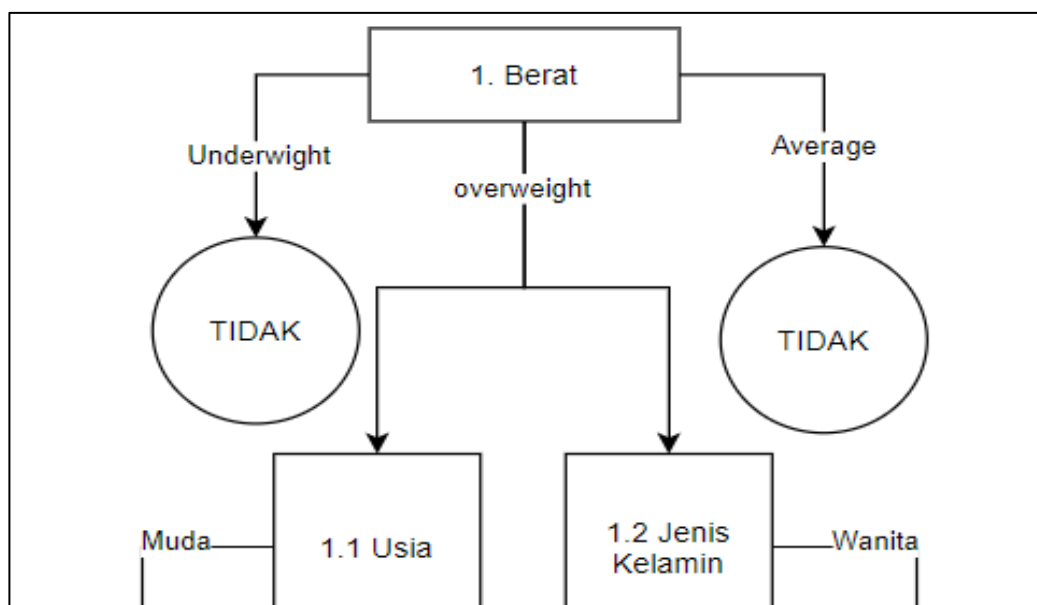 1. Berat
Underwight
Average
overweight
TIDAK
TIDAK
Muda
1.1 Usia
1.2 Jenis
Kelamin
Wanita